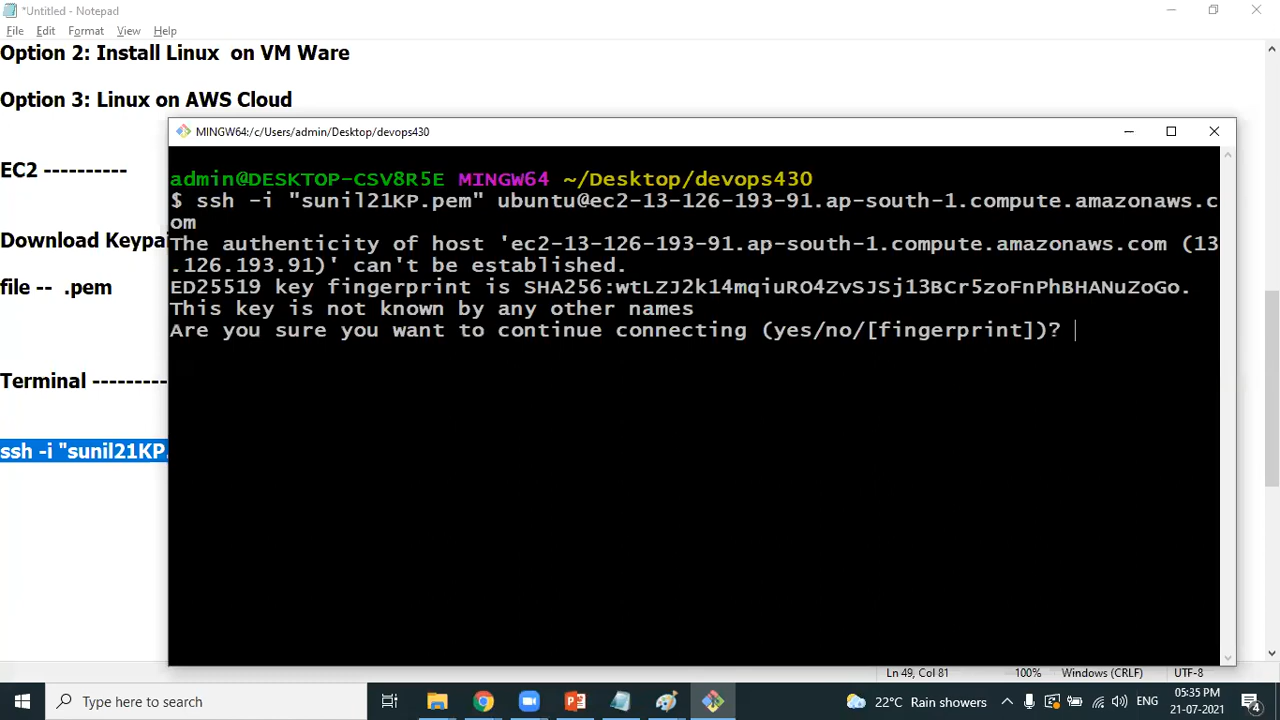 *Untitled - Notepad
File Edit Format View Help
Option 2: Install Linux on VM Ware
Option 3: Linux on AWS Cloud
EC2 ----------
Download Keypai
file -- .pem
Terminal ---------
ssh -i "sunil21KP.
MINGW64:/c/Users/admin/Desktop/devops430
admin@DESKTOP-CSV8R5E MINGW64 ~/Desktop/devops430
$ ssh -i "sunil21KP.pem" ubuntu@ec2-13-126-193-91.ap-south-1.compute.amazonaws.c
om
The authenticity of host 'ec2-13-126-193-91.ap-south-1.compute.amazonaws.com (13
.126.193.91)' can't be established.
ED25519 key fingerprint is SHA256:wtLZJ2k14mqiuRO4ZvSJSj13BCr5zoFnPhBHANuZoGo.
This key is not known by any other names
Are you sure you want to continue connecting (yes/no/[fingerprint])?
Ln 49, Col 81 100% Windows (CRLF) UTF-8
Type here to search
22°C Rain showers
ENG
05:35 PM
21-07-2021
4